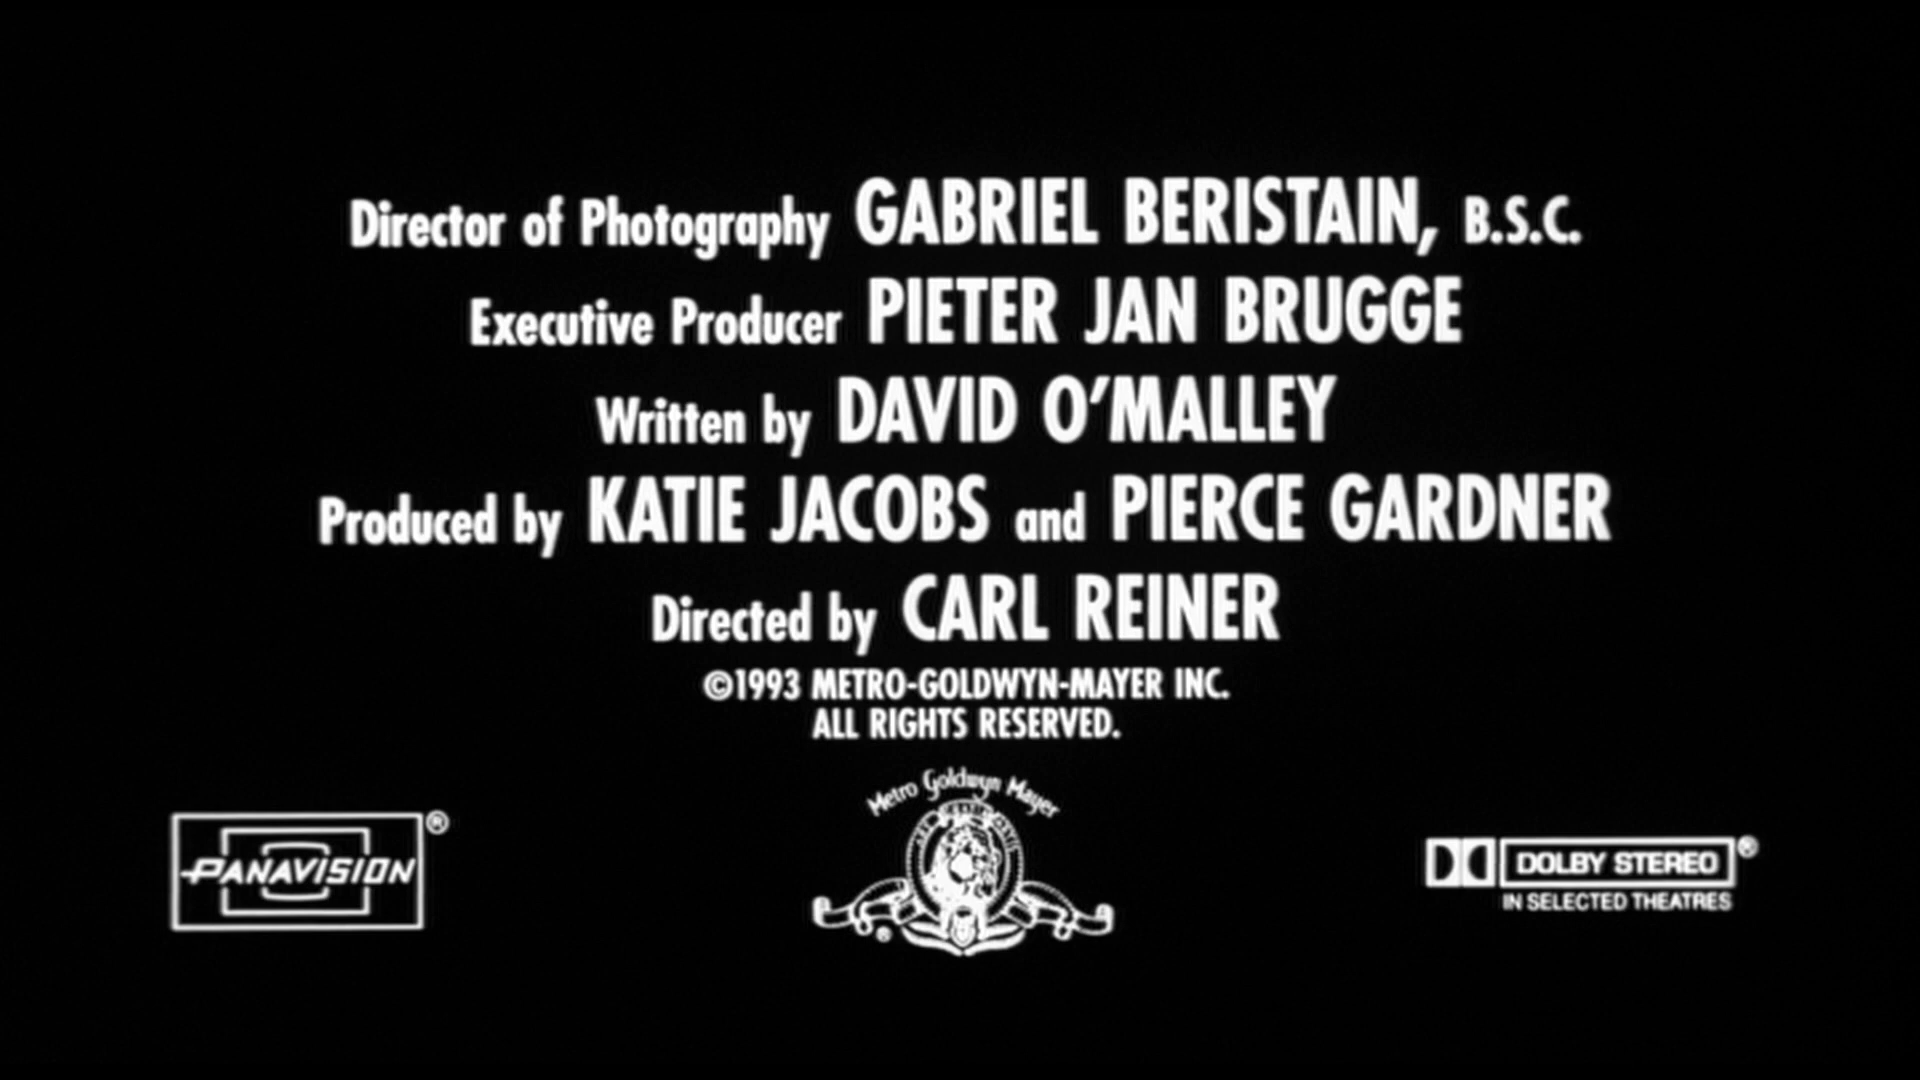 Director of Photography GABRIEL BERISTAIN, B.S.C.
Executive Producer PIETER JAN BRUGGE
Written by DAVID O'MALLEY
Produced by KATIE JACOBS and PIERCE GARDNER
Directed by CARL REINER
©1993 METRO-GOLDWYN-MAYER INC.
ALL RIGHTS RESERVED.
Metro Goldwyn Mayer
PANAVISION®
®
DOLBY STEREO®
IN SELECTED THEATRES